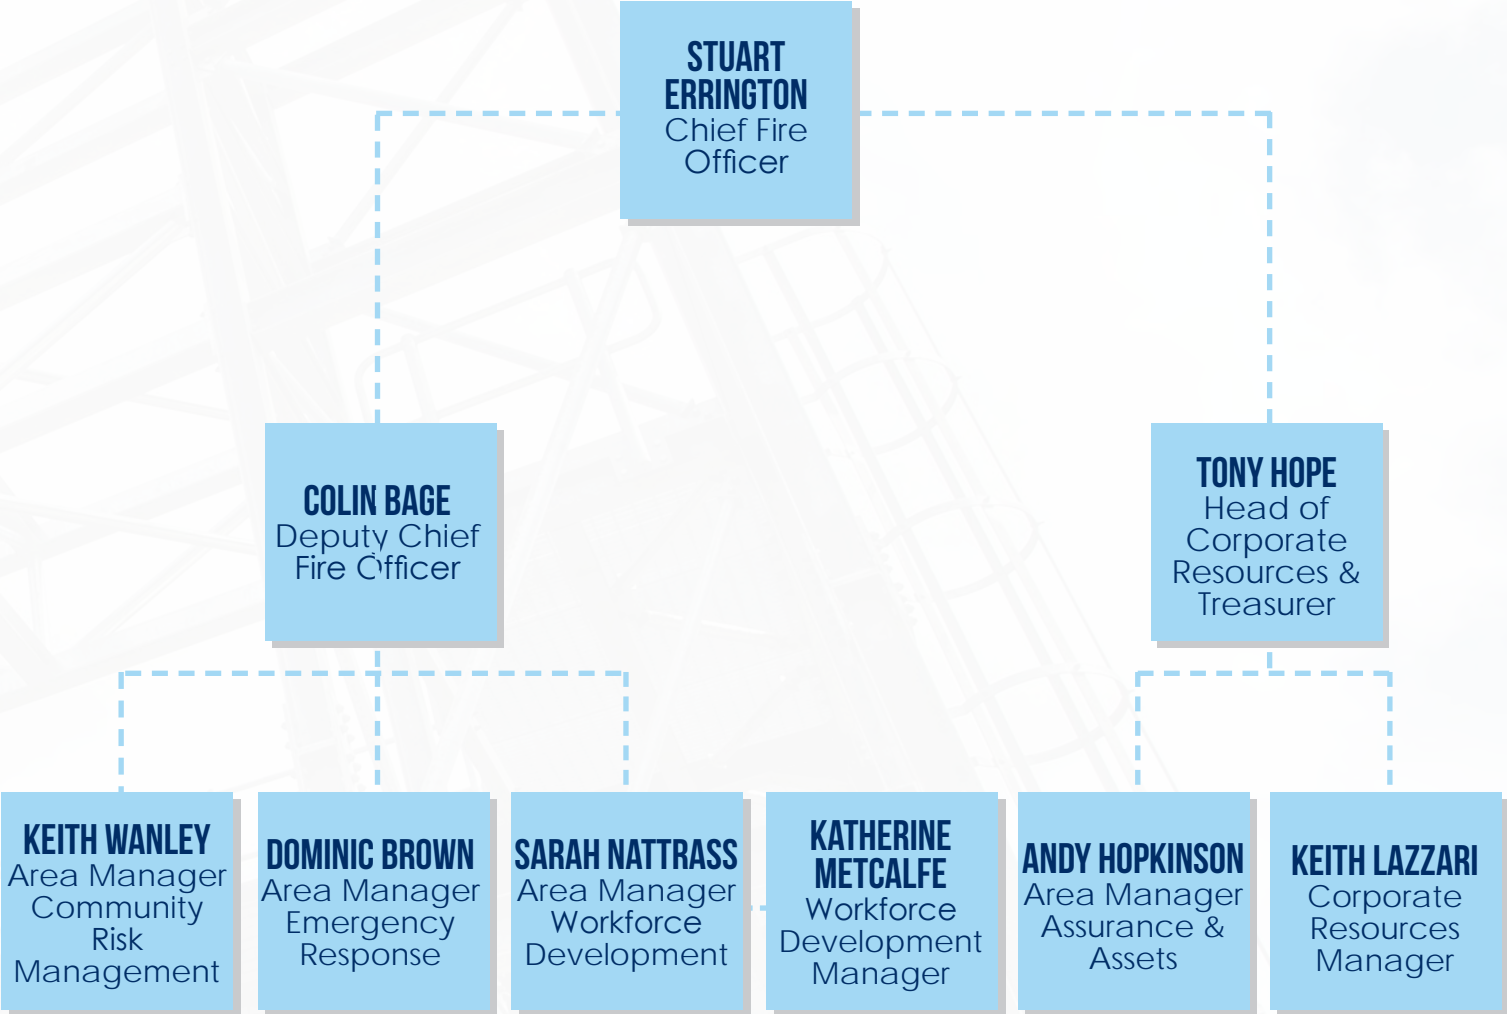 STUART
ERRINGTON
Chief Fire
Officer
COLIN BAGE
Deputy Chief
Fire Officer
TONY HOPE
Head of
Corporate
Resources &
Treasurer
KEITH WANLEY
Area Manager
Community
Risk
Management
DOMINIC BROWN
Area Manager
Emergency
Response
SARAH NATTRASS
Area Manager
Workforce
Development
KATHERINE
METCALFE
Workforce
Development
Manager
ANDY HOPKINSON
Area Manager
Assurance &
Assets
KEITH LAZZARI
Corporate
Resources
Manager